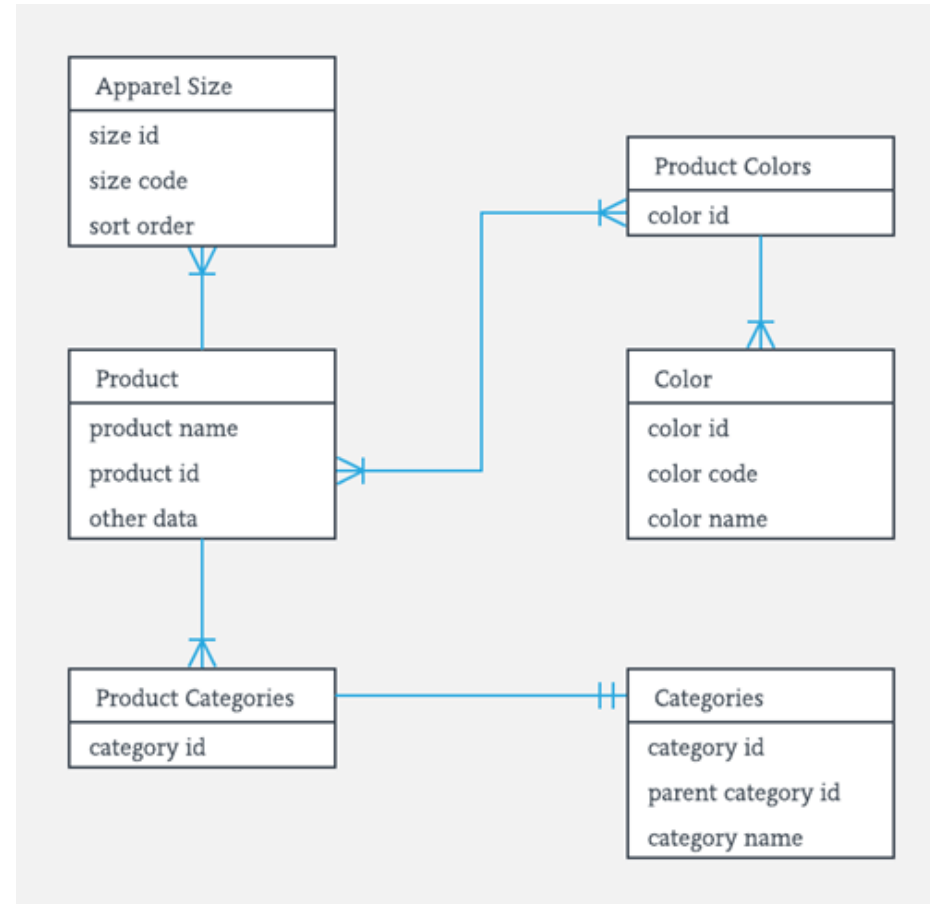 Apparel Size
size id
size code
sort order
Product Colors
color id
Product
product name
product id
other data
Color
color id
color code
color name
Product Categories
category id
Categories
category id
parent category id
category name